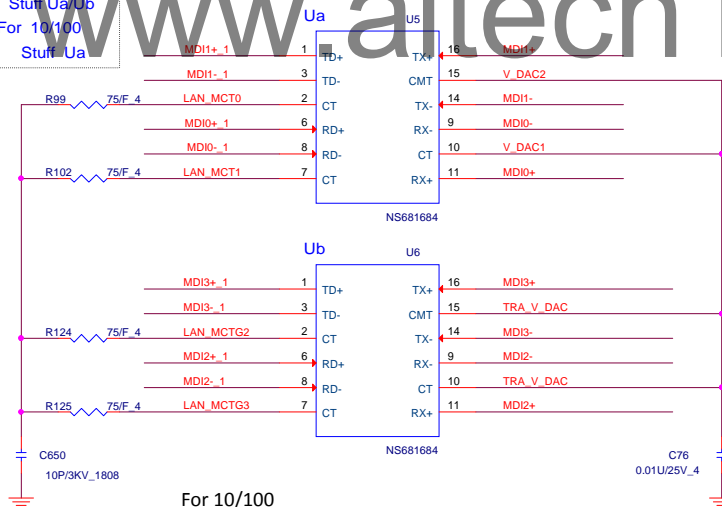 Stuff Ua/Ub
For 10/100
Stuff Ua
www.aitech
Ua
U5
MDI1+_1 1 TD+ TX+ 16 MDI1+
MDI1-_1 3 TD- CMT 15 V_DAC2
R99 75/F_4 LAN_MCT0 2 CT TX- 14 MDI1-
MDI0+_1 6 RD+ RX- 9 MDI0-
MDI0-_1 8 RD- CT 10 V_DAC1
R102 75/F_4 LAN_MCT1 7 CT RX+ 11 MDI0+
NS681684
Ub
U6
MDI3+_1 1 TD+ TX+ 16 MDI3+
MDI3-_1 3 TD- CMT 15 TRA_V_DAC
R124 75/F_4 LAN_MCTG2 2 CT TX- 14 MDI3-
MDI2+_1 6 RD+ RX- 9 MDI2-
MDI2-_1 8 RD- CT 10 TRA_V_DAC
R125 75/F_4 LAN_MCTG3 7 CT RX+ 11 MDI2+
NS681684
C650
10P/3KV_1808
C76
0.01U/25V_4
For 10/100